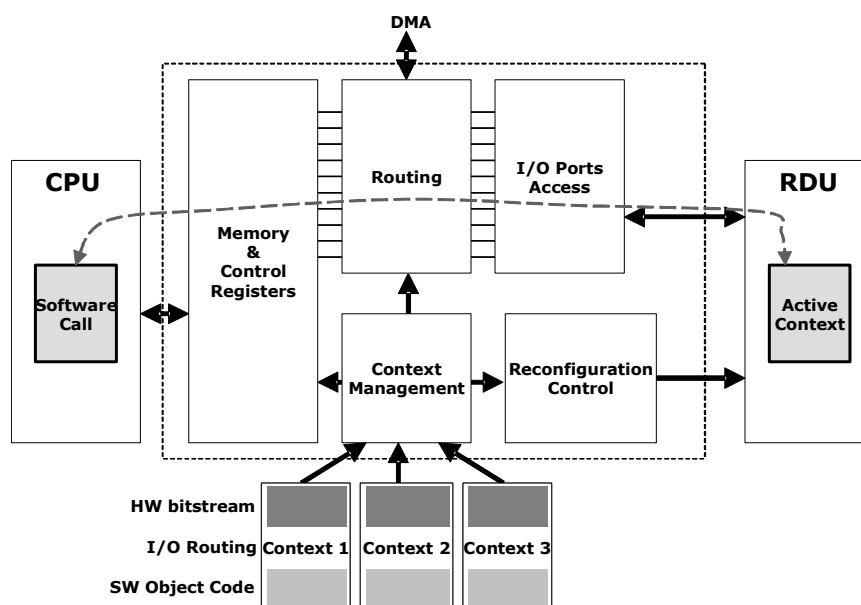 DMA
CPU
Memory
&
Control
Registers
Routing
I/O Ports
Access
RDU
Software
Call
Active
Context
Context
Management
Reconfiguration
Control
HW bitstream
I/O Routing
Context 1
Context 2
Context 3
SW Object Code